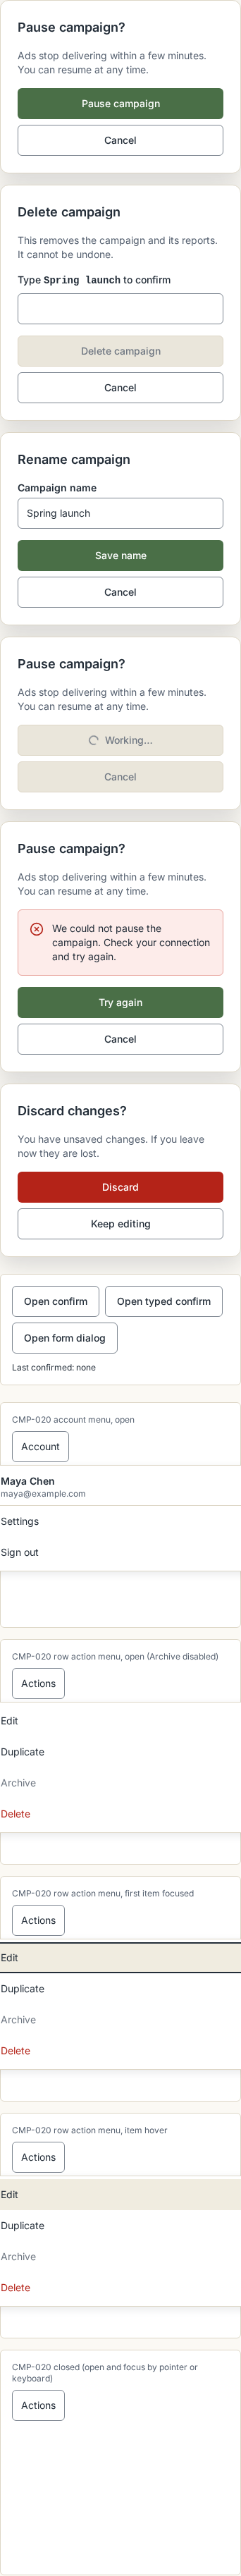 Pause campaign?
Ads stop delivering within a few minutes.
You can resume at any time.
Pause campaign
Cancel
Delete campaign
This removes the campaign and its reports.
It cannot be undone.
Type Spring launch to confirm
Delete campaign
Cancel
Rename campaign
Campaign name
Spring launch
Save name
Cancel
Pause campaign?
Ads stop delivering within a few minutes.
You can resume at any time.
Working...
Cancel
Pause campaign?
Ads stop delivering within a few minutes.
You can resume at any time.
We could not pause the
campaign. Check your connection
and try again.
Try again
Cancel
Discard changes?
You have unsaved changes. If you leave
now they are lost.
Discard
Keep editing
Open confirm
Open typed confirm
Open form dialog
Last confirmed: none
CMP-020 account menu, open
Account
Maya Chen
maya@example.com
Settings
Sign out
CMP-020 row action menu, open (Archive disabled)
Actions
Edit
Duplicate
Archive
Delete
CMP-020 row action menu, first item focused
Actions
Edit
Duplicate
Archive
Delete
CMP-020 row action menu, item hover
Actions
Edit
Duplicate
Archive
Delete
CMP-020 closed (open and focus by pointer or
keyboard)
Actions